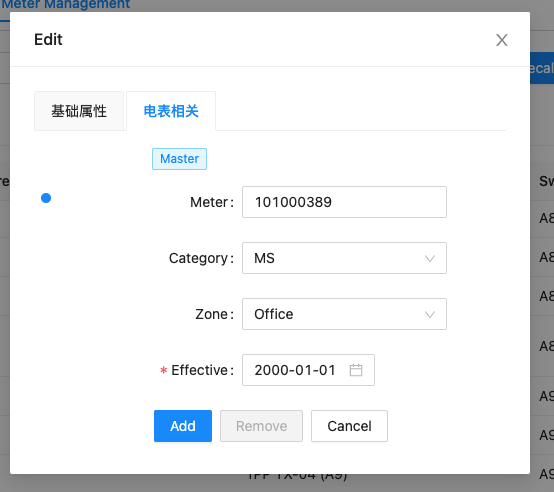 Meter Management
Edit
ecal
基础属性
电表相关
Master
Meter:
101000389
Category:
MS
Zone:
Office
* Effective:
2000-01-01
Add
Remove
Cancel
re
Sw
A8
A8
A8
A9
A9
A9
TPP TX-04 (A9)